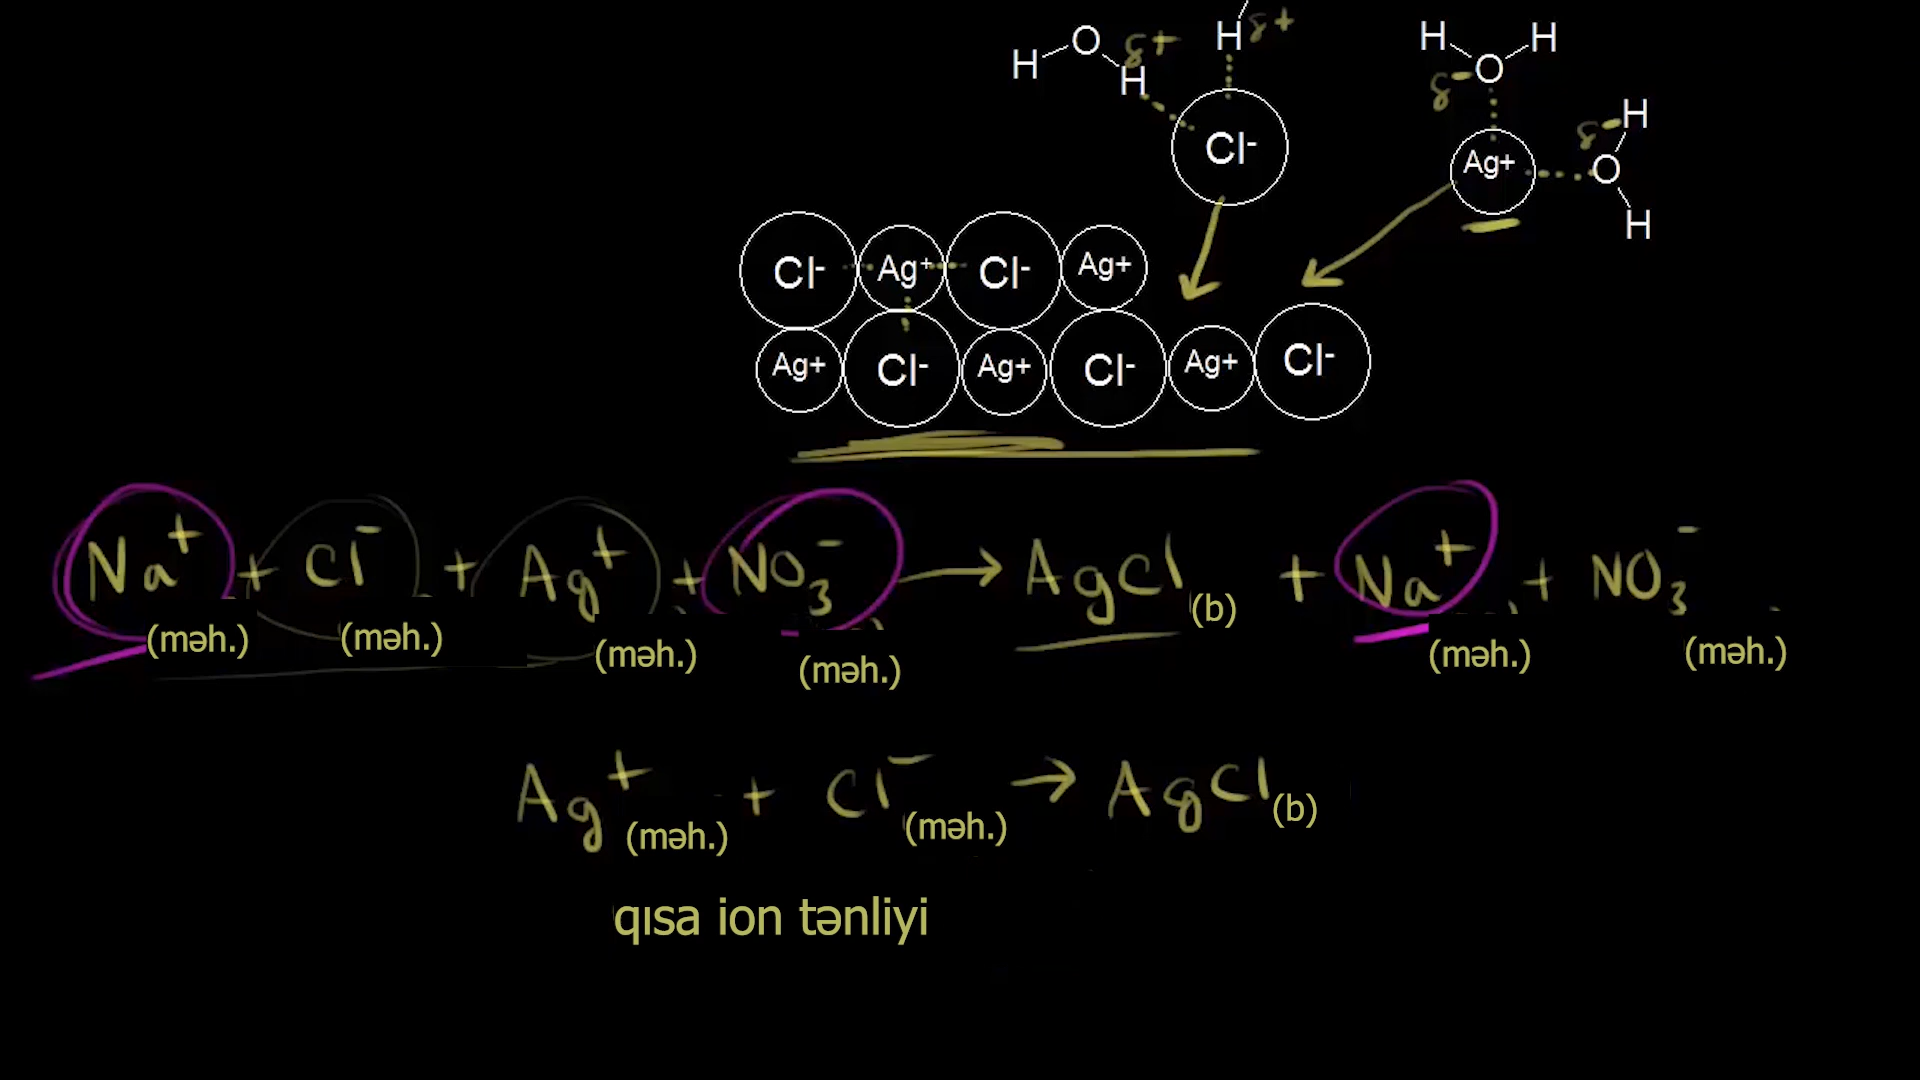 H O H δ+ H δ+ H O H δ-
Cl- Ag+ O δ- H H
Cl- Ag+ Cl- Ag+
Ag+ Cl- Ag+ Cl- Ag+ Cl-
Na⁺ (məh.) + Cl⁻ (məh.) + Ag⁺ (məh.) + NO₃⁻ (məh.) → AgCl (b) + Na⁺ (məh.) + NO₃⁻ (məh.)
Ag⁺ (məh.) + Cl⁻ (məh.) → AgCl (b)
qısa ion tənliyi